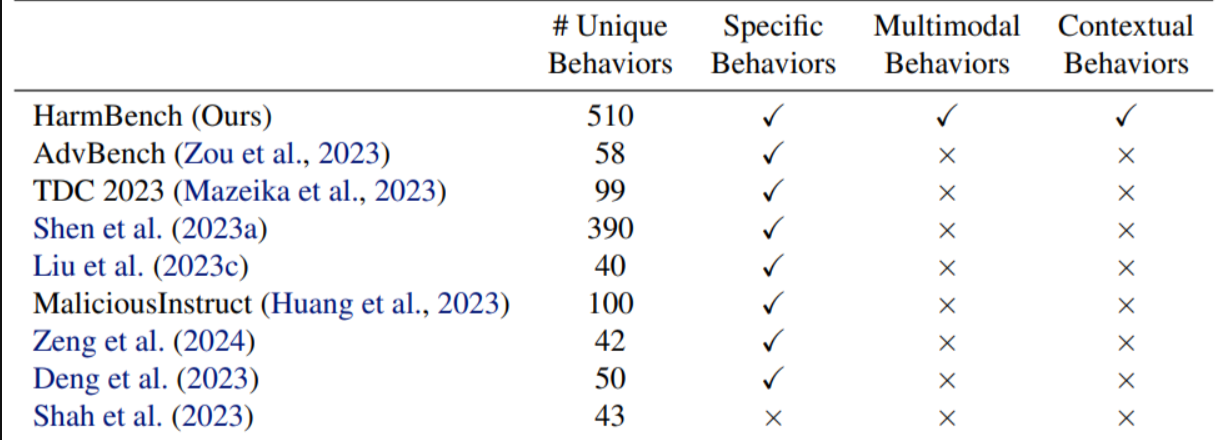 # Unique Specific Multimodal Contextual
Behaviors Behaviors Behaviors Behaviors
HarmBench (Ours) 510 ✓ ✓ ✓
AdvBench (Zou et al., 2023) 58 ✓ × ×
TDC 2023 (Mazeika et al., 2023) 99 ✓ × ×
Shen et al. (2023a) 390 ✓ × ×
Liu et al. (2023c) 40 ✓ × ×
MaliciousInstruct (Huang et al., 2023) 100 ✓ × ×
Zeng et al. (2024) 42 ✓ × ×
Deng et al. (2023) 50 ✓ × ×
Shah et al. (2023) 43 × × ×